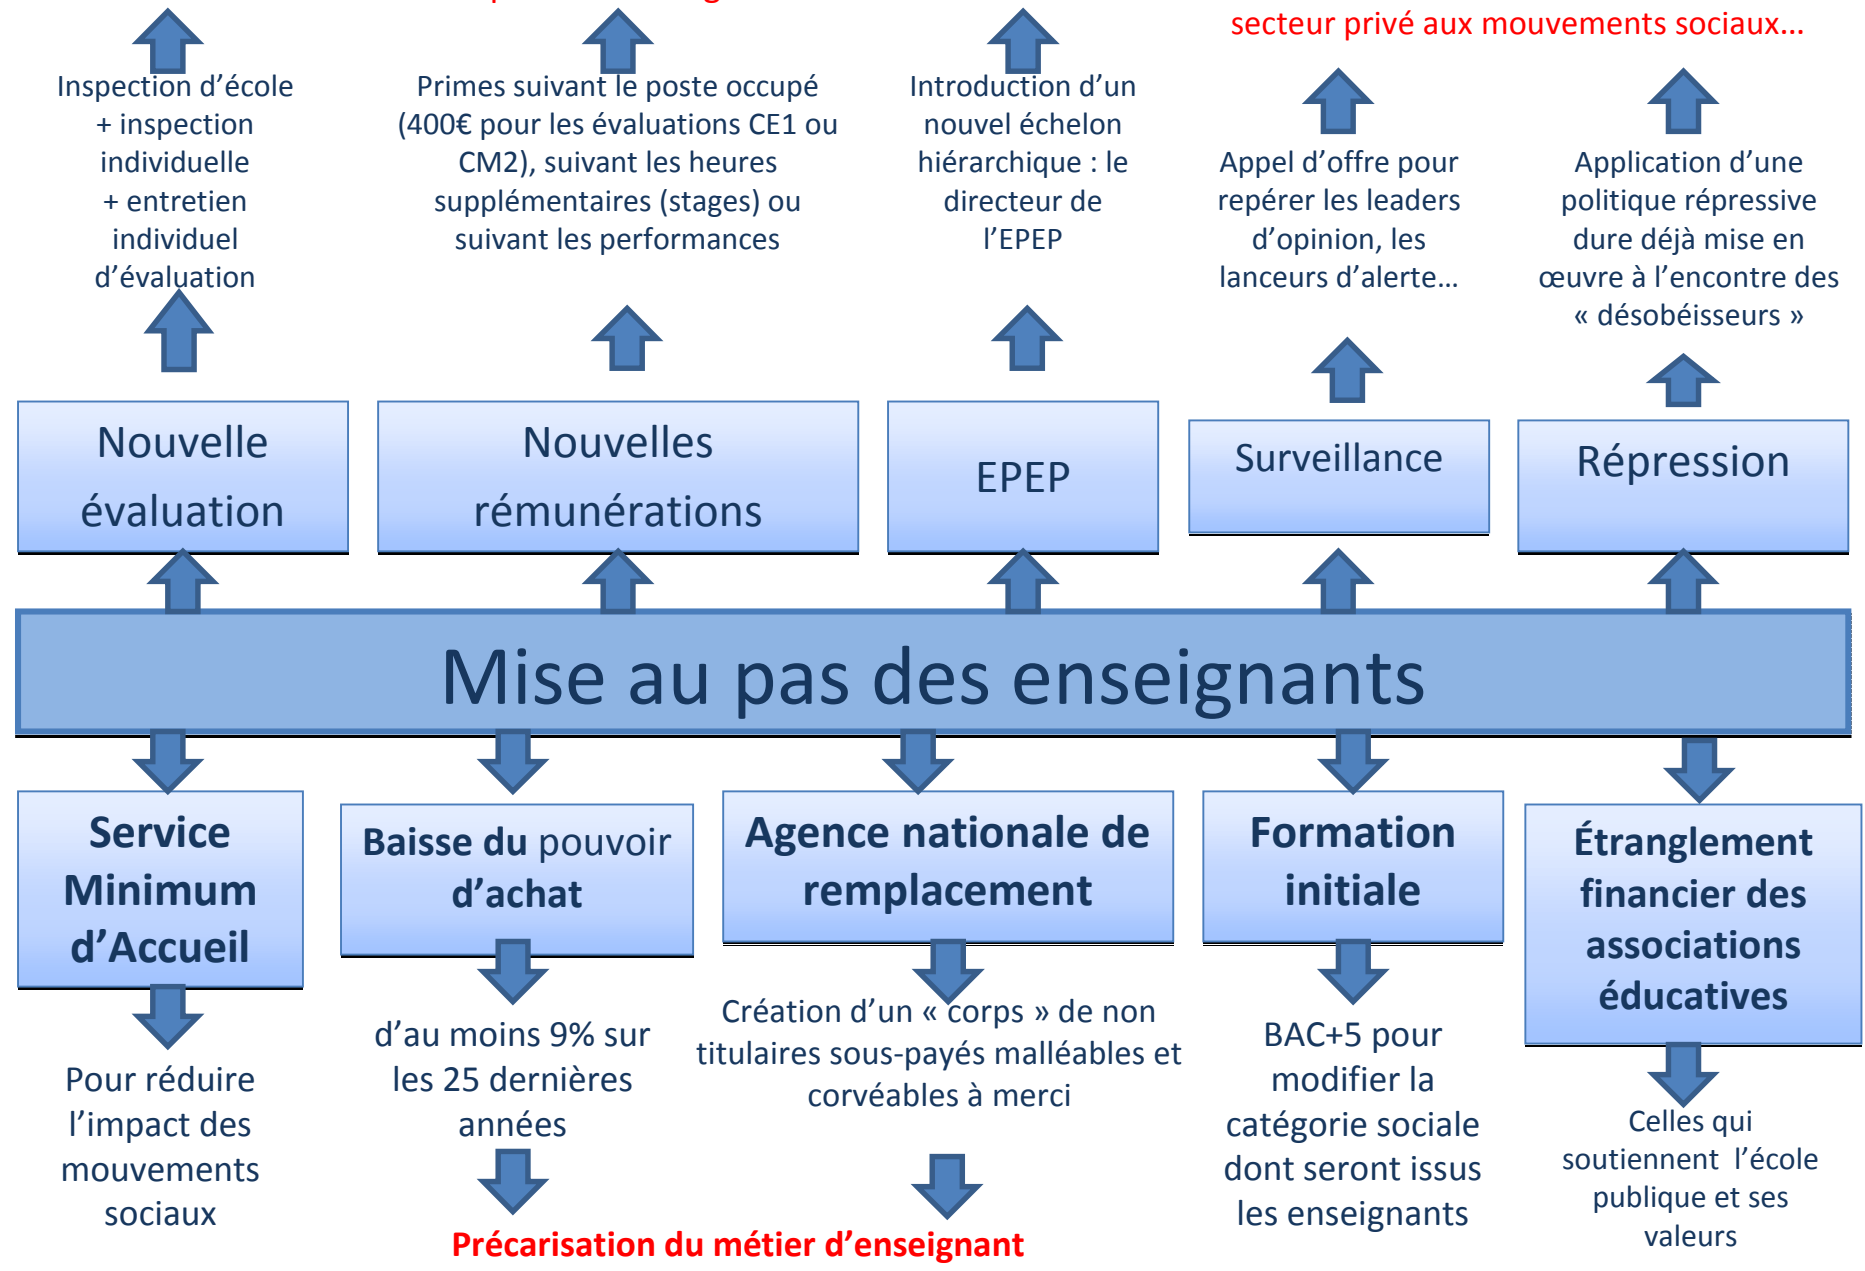 secteur privé aux mouvements sociaux...
Inspection d’école
+ inspection
individuelle
+ entretien
individuel
d’évaluation
Primes suivant le poste occupé
(400€ pour les évaluations CE1 ou
CM2), suivant les heures
supplémentaires (stages) ou
suivant les performances
Introduction d’un
nouvel échelon
hiérarchique : le
directeur de
l’EPEP
Appel d’offre pour
repérer les leaders
d’opinion, les
lanceurs d’alerte…
Application d’une
politique répressive
dure déjà mise en
œuvre à l’encontre des
« désobéisseurs »
Nouvelle
évaluation
Nouvelles
rémunérations
EPEP
Surveillance
Répression
Mise au pas des enseignants
Service
Minimum
d’Accueil
Baisse du pouvoir
d’achat
Agence nationale de
remplacement
Formation
initiale
Étranglement
financier des
associations
éducatives
Pour réduire
l’impact des
mouvements
sociaux
d’au moins 9% sur
les 25 dernières
années
Création d’un « corps » de non
titulaires sous-payés malléables et
corvéables à merci
BAC+5 pour
modifier la
catégorie sociale
dont seront issus
les enseignants
Celles qui
soutiennent l’école
publique et ses
valeurs
Précarisation du métier d’enseignant